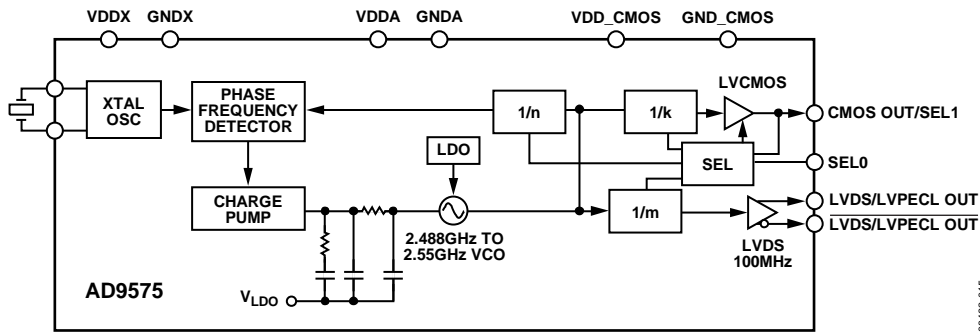 VDDX GNDX VDDA GNDA VDD_CMOS GND_CMOS
XTAL
OSC
PHASE
FREQUENCY
DETECTOR
1/n
1/k
LVCMOS
CMOS OUT/SEL1
LDO
SEL
SEL0
CHARGE
PUMP
1/m
LVDS/LVPECL OUT
LVDS/LVPECL OUT
2.488GHz TO
2.55GHz VCO
LVDS
100MHz
AD9575
VLDO